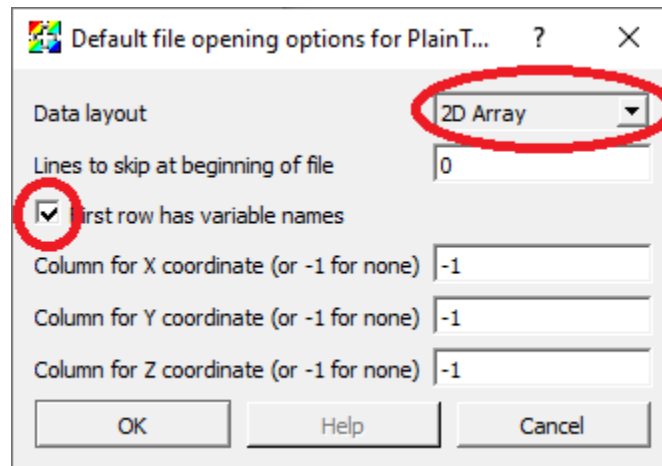 Default file opening options for PlainT... ? X
Data layout 2D Array
Lines to skip at beginning of file 0
First row has variable names
Column for X coordinate (or -1 for none) -1
Column for Y coordinate (or -1 for none) -1
Column for Z coordinate (or -1 for none) -1
OK Help Cancel